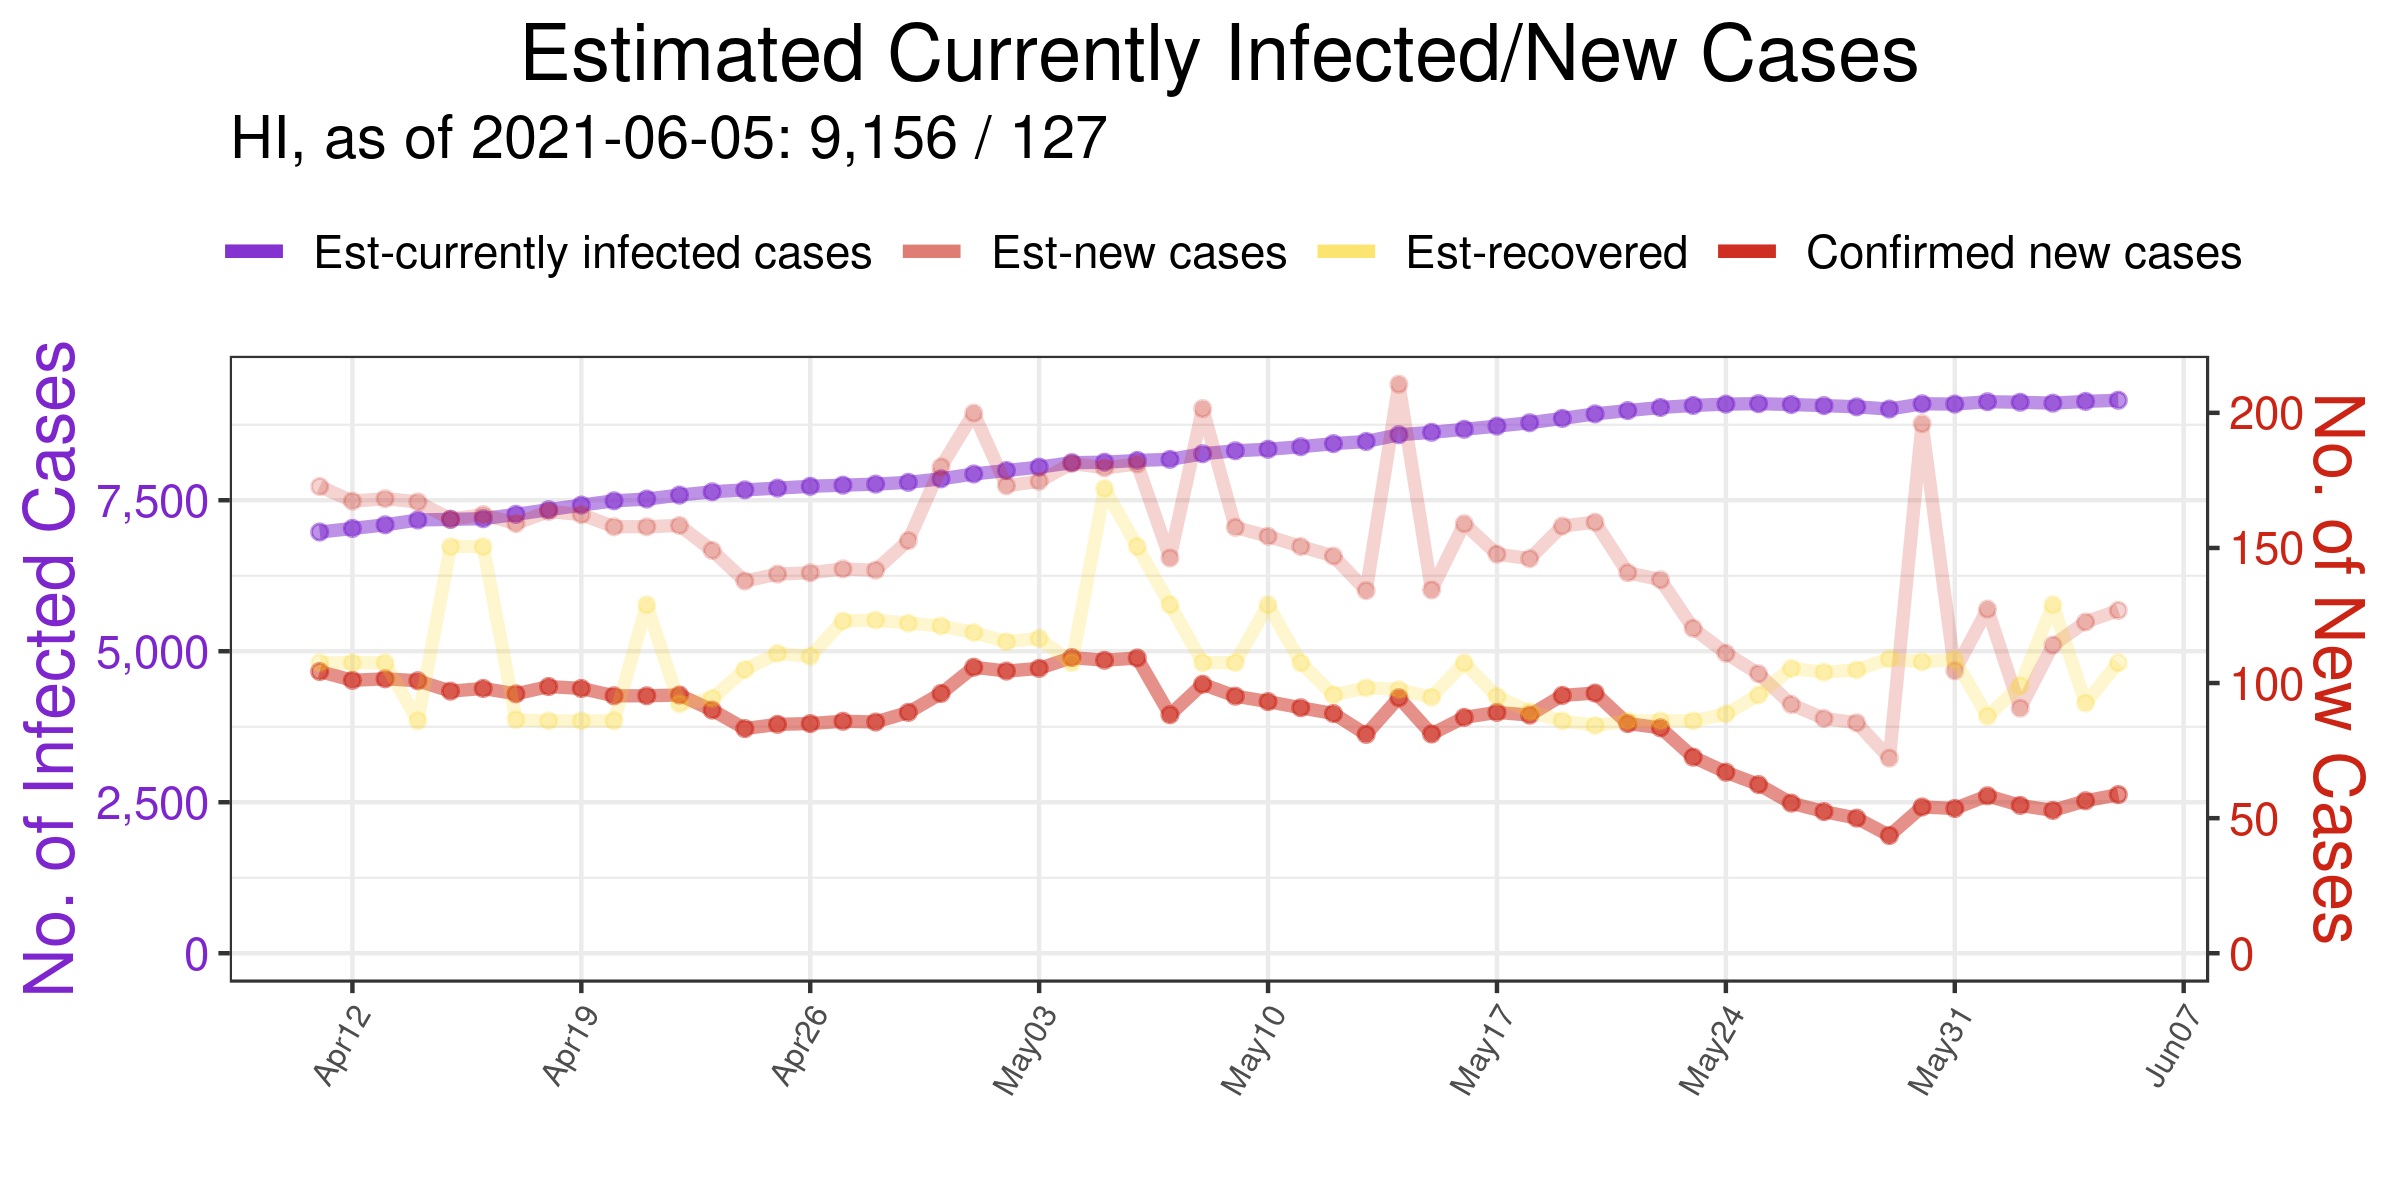 Estimated Currently Infected/New Cases
HI, as of 2021-06-05: 9,156 / 127
Est-currently infected cases Est-new cases Est-recovered Confirmed new cases
No. of Infected Cases
7,500
5,000
2,500
0
200
150
100
50
0
No. of New Cases
Apr12 Apr19 Apr26 May03 May10 May17 May24 May31 Jun07